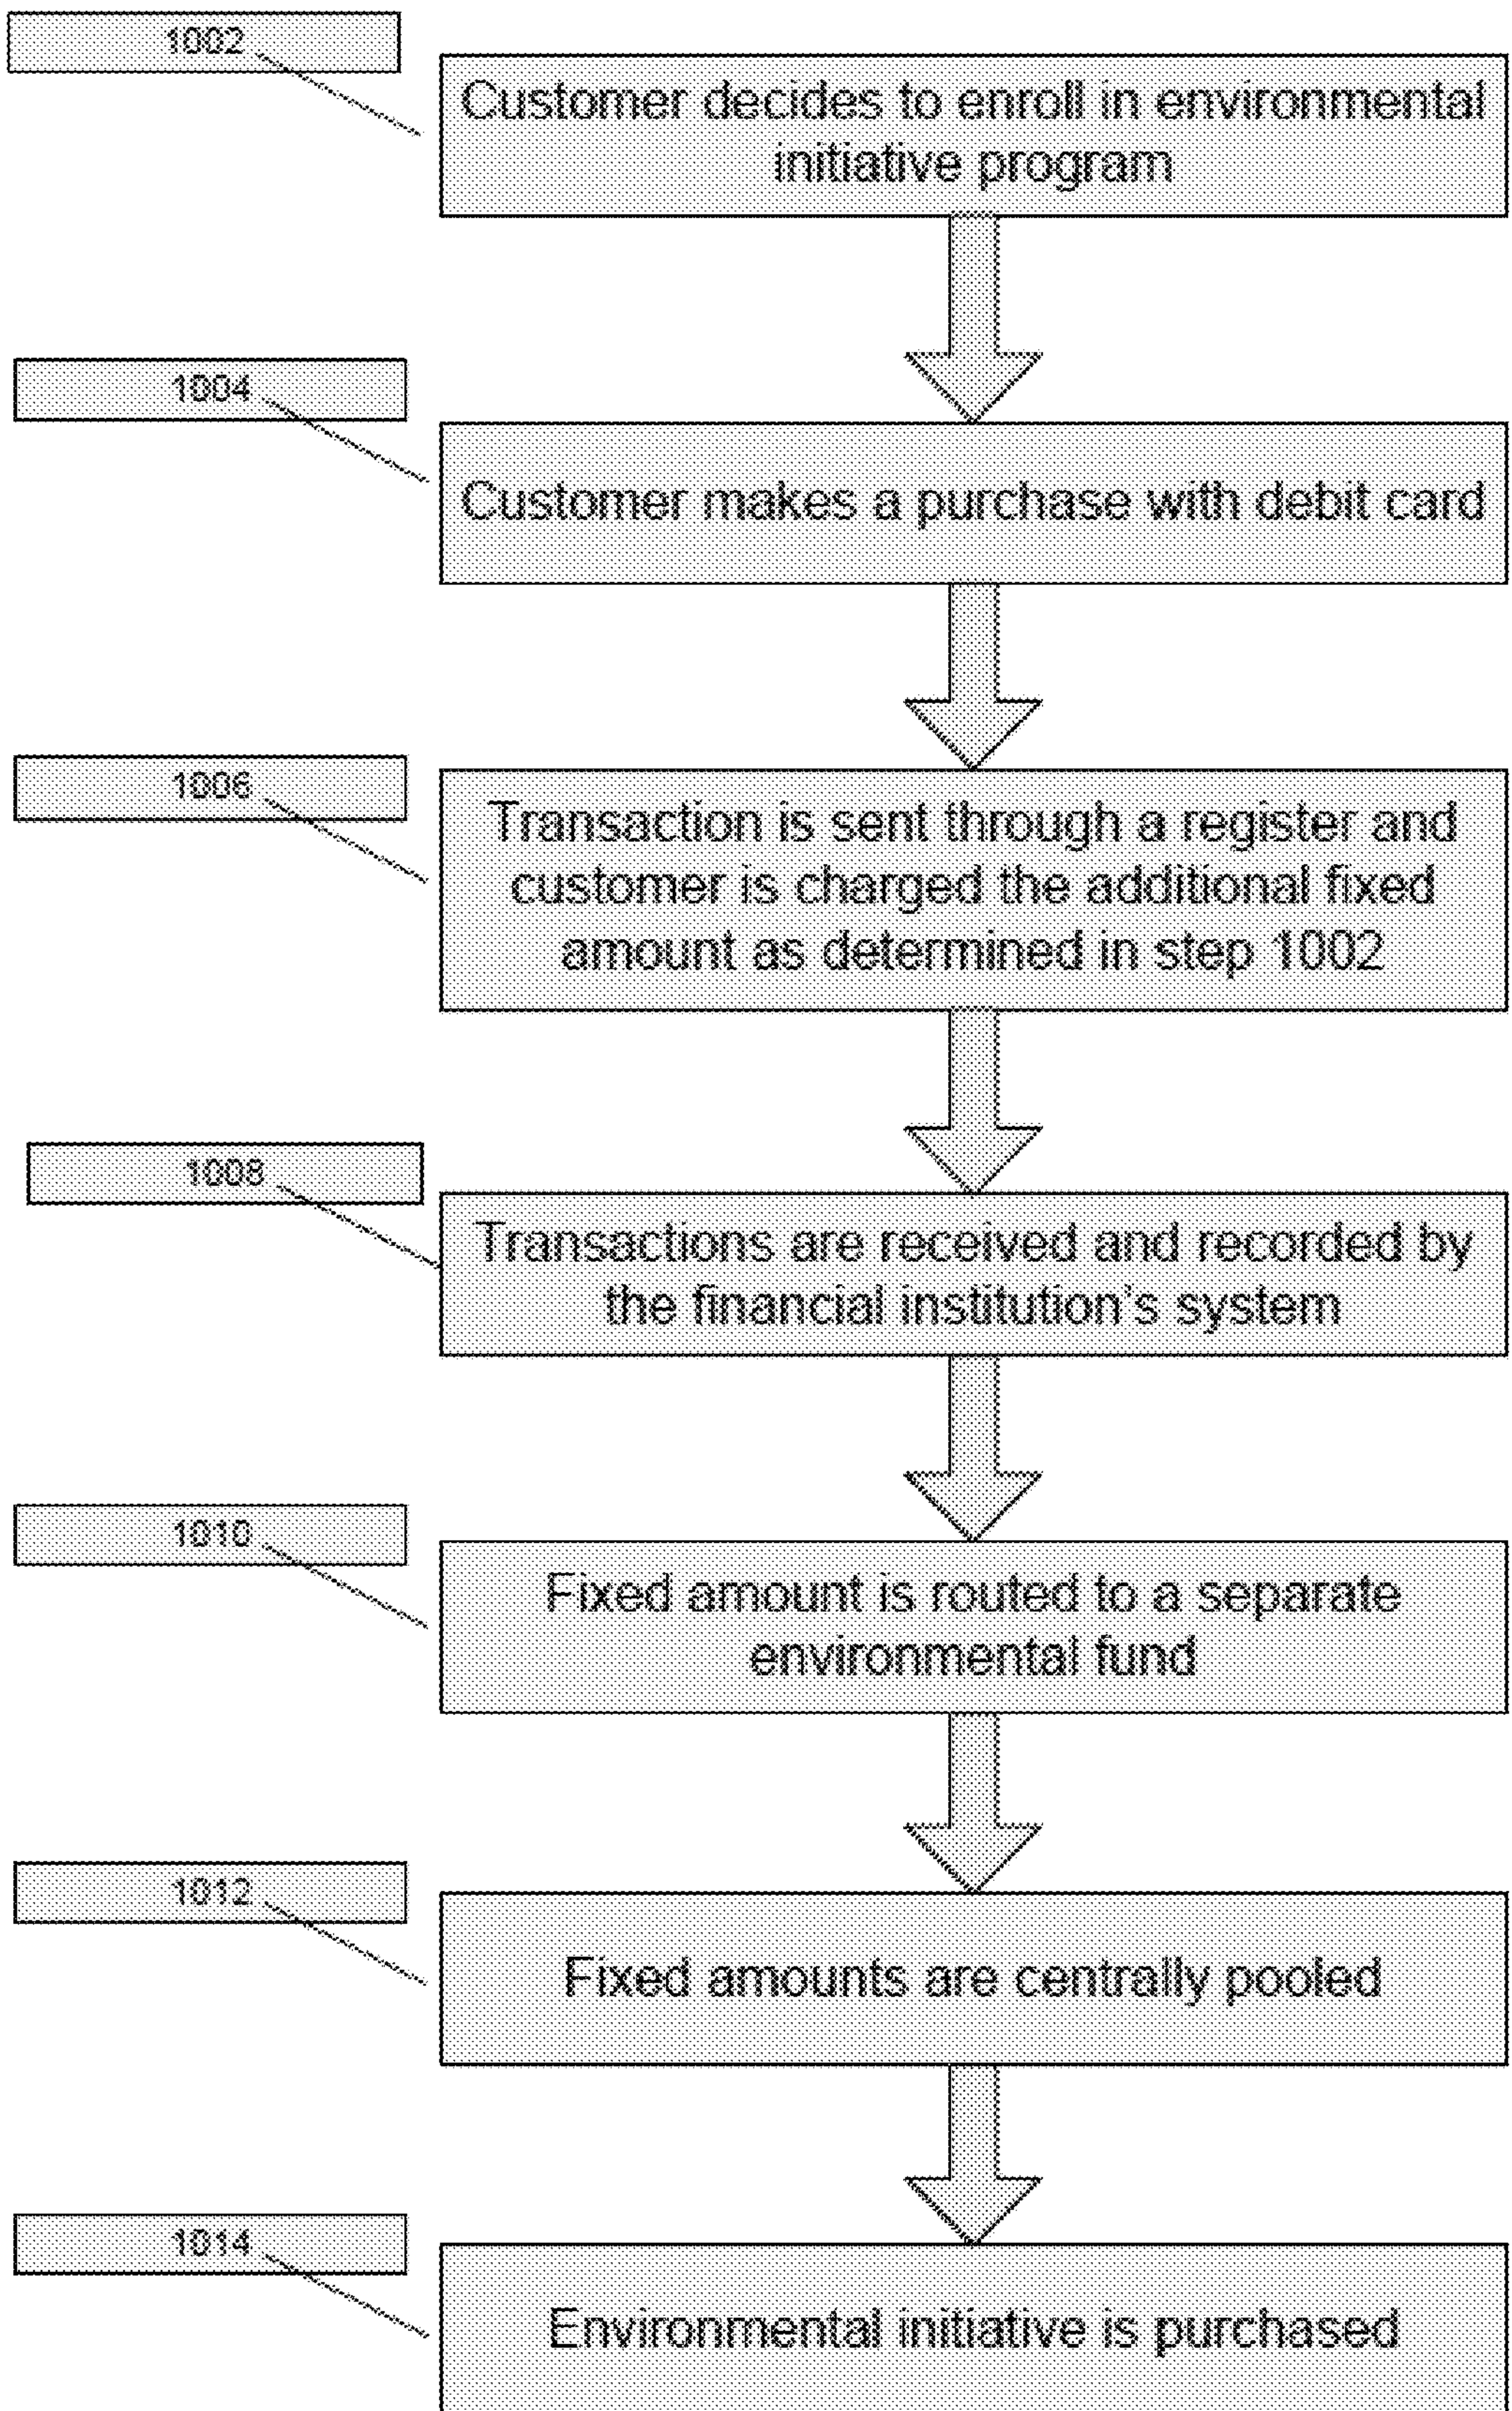 1002
Customer decides to enroll in environmental
initiative program
1004
Customer makes a purchase with debit card
1006
Transaction is sent through a register and
customer is charged the additional fixed
amount as determined in step 1002
1008
Transactions are received and recorded by
the financial institution's system
1010
Fixed amount is routed to a separate
environmental fund
1012
Fixed amounts are centrally pooled
1014
Environmental initiative is purchased